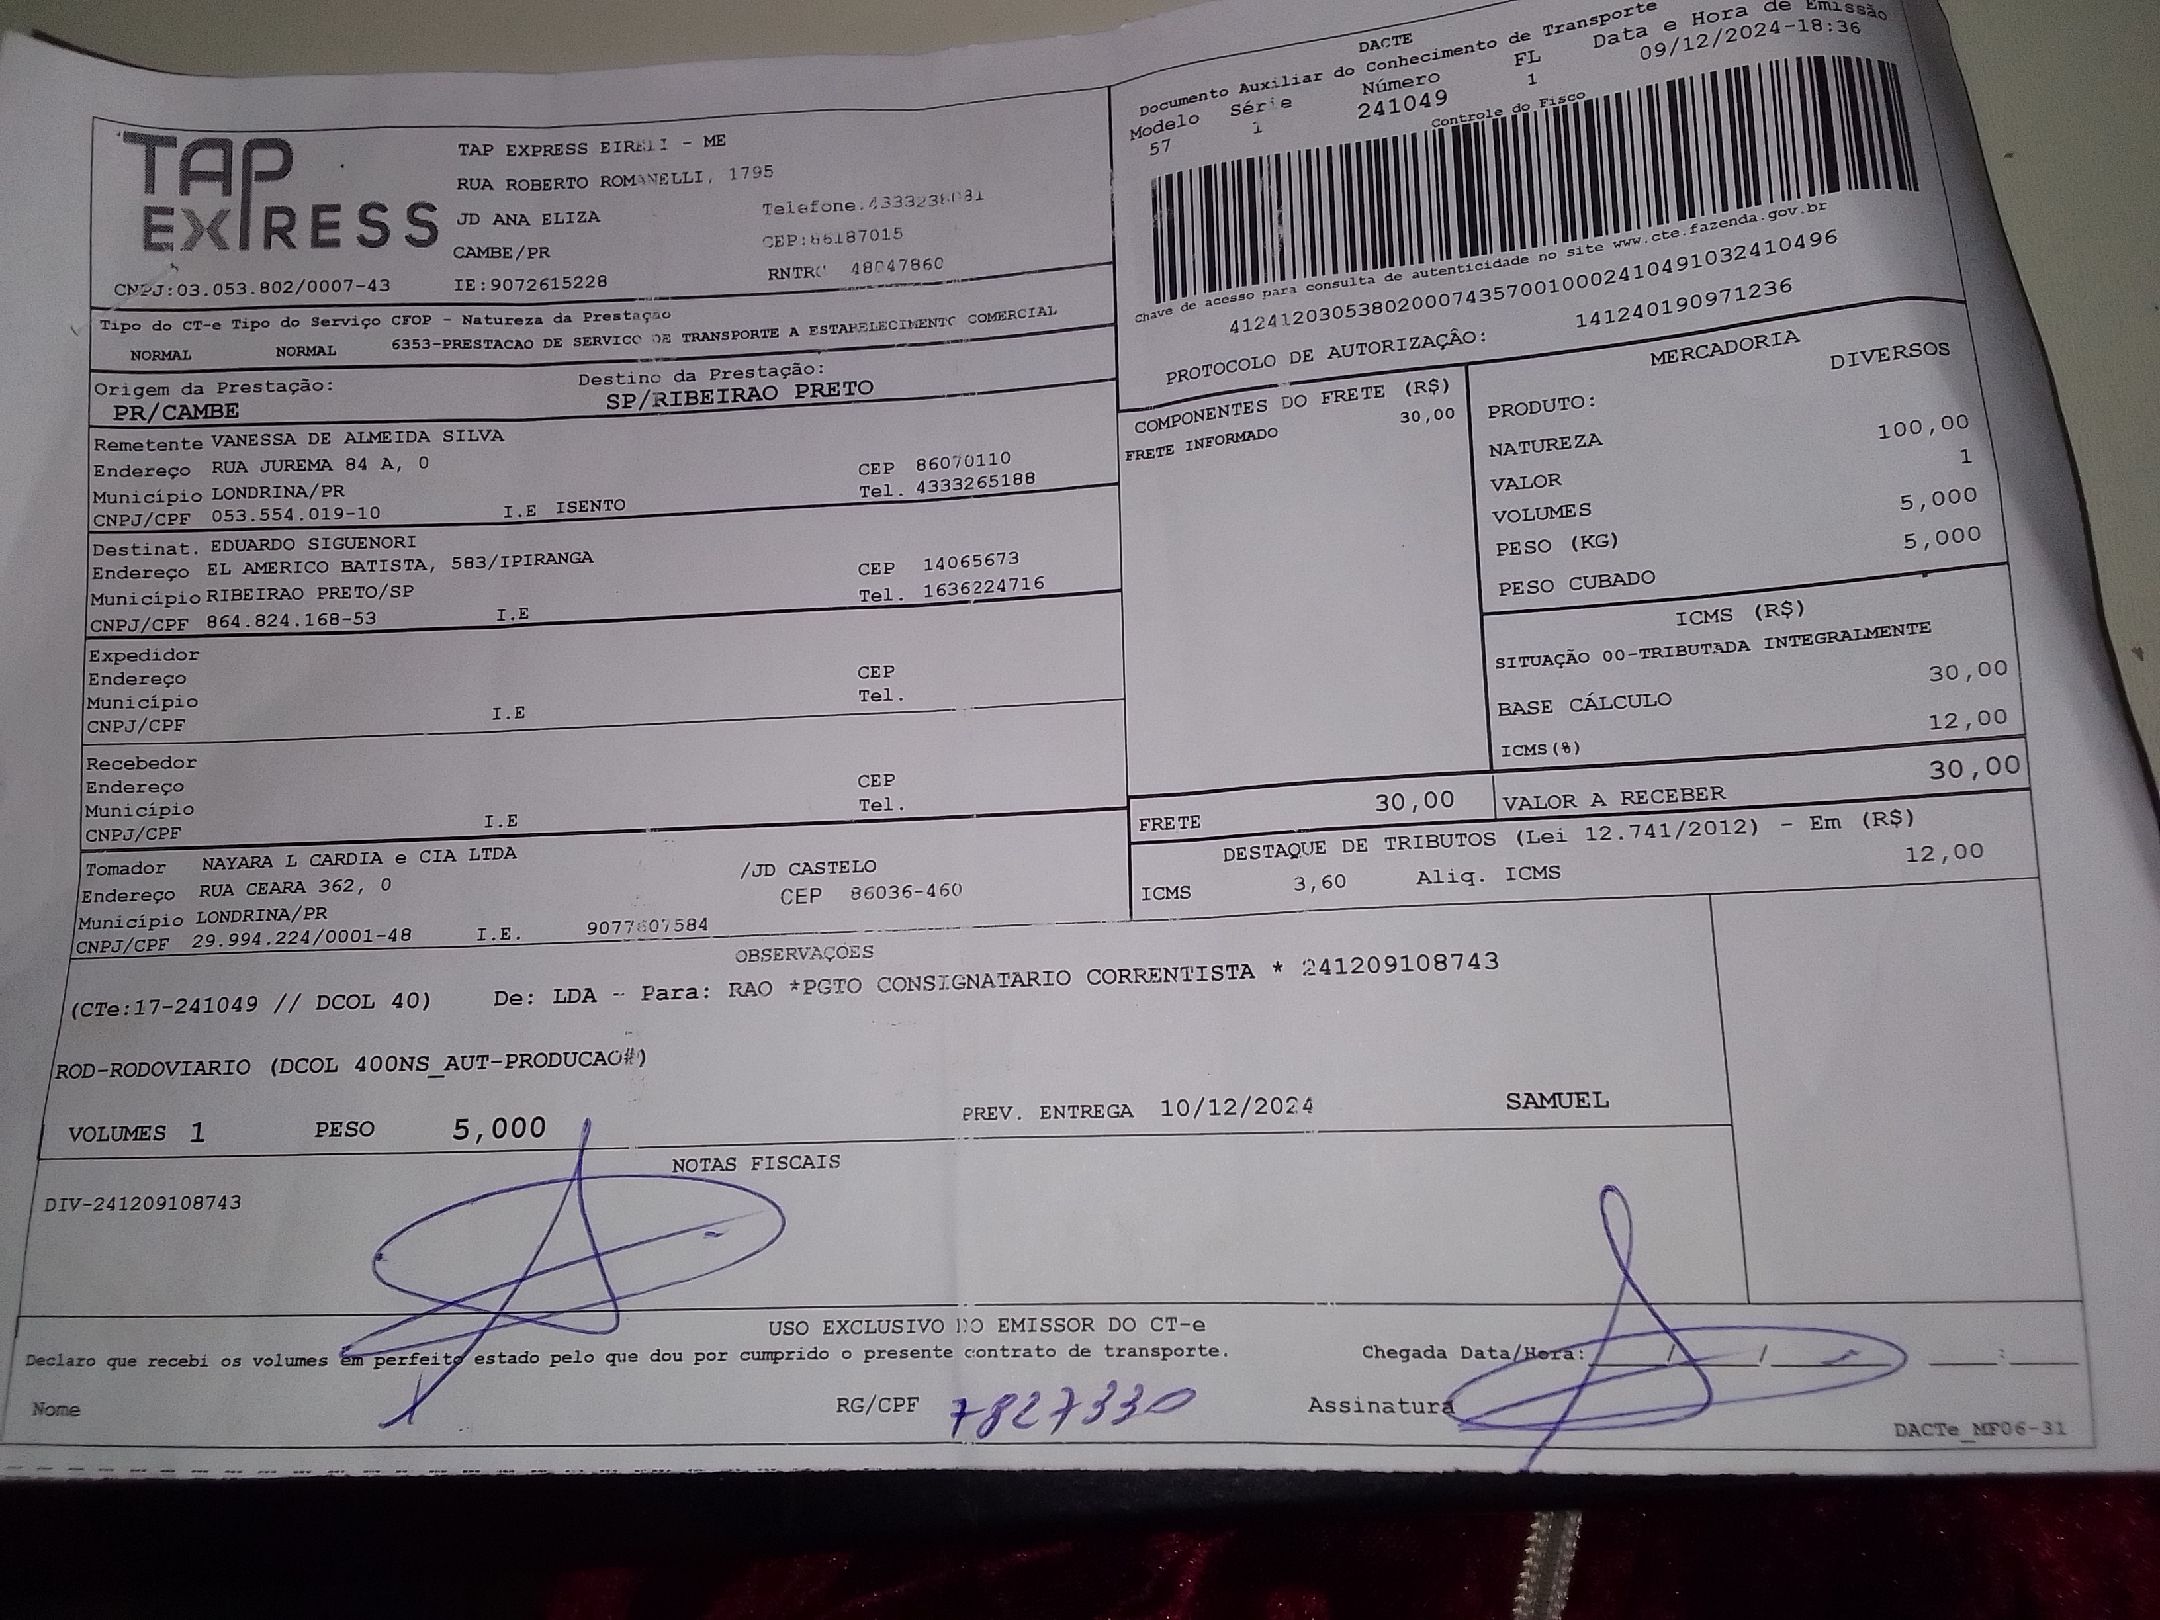 TAP
EXPRESS
TAP EXPRESS EIRELI - ME
RUA ROBERTO ROMANELLI, 1795
JD ANA ELIZA
CAMBE/PR
CNPJ:03.053.802/0007-43 IE:9072615228
Telefone.4333238081
CEP:86187015
RNTRC 48047860
DACTE
Documento Auxiliar do Conhecimento de Transporte
Modelo Série Número FL Data e Hora de Emissão
57 1 241049 1 09/12/2024-18:36
Controle do Fisco
Chave de acesso para consulta de autenticidade no site www.cte.fazenda.gov.br
41241203053802000743570010002410491032410496
PROTOCOLO DE AUTORIZAÇÃO: 141240190971236
Tipo do CT-e Tipo do Serviço CFOP - Natureza da Prestação
NORMAL NORMAL 6353-PRESTACAO DE SERVICO DE TRANSPORTE A ESTABELECIMENTO COMERCIAL
Origem da Prestação: Destino da Prestação:
PR/CAMBE SP/RIBEIRAO PRETO
Remetente VANESSA DE ALMEIDA SILVA
Endereço RUA JUREMA 84 A, 0 CEP 86070110
Município LONDRINA/PR Tel. 4333265188
CNPJ/CPF 053.554.019-10 I.E ISENTO
Destinat. EDUARDO SIGUENORI
Endereço EL AMERICO BATISTA, 583/IPIRANGA CEP 14065673
Município RIBEIRAO PRETO/SP Tel. 1636224716
CNPJ/CPF 864.824.168-53 I.E
Expedidor
Endereço CEP
Município Tel.
CNPJ/CPF I.E
Recebedor
Endereço CEP
Município Tel.
CNPJ/CPF I.E
Tomador NAYARA L CARDIA e CIA LTDA /JD CASTELO
Endereço RUA CEARA 362, 0 CEP 86036-460
Município LONDRINA/PR
CNPJ/CPF 29.994.224/0001-48 I.E. 9077607584
COMPONENTES DO FRETE (R$)
FRETE INFORMADO 30,00
MERCADORIA
PRODUTO: DIVERSOS
NATUREZA
VALOR 100,00
VOLUMES 1
PESO (KG) 5,000
PESO CUBADO 5,000
ICMS (R$)
SITUAÇÃO 00-TRIBUTADA INTEGRALMENTE
BASE CÁLCULO 30,00
ICMS(%) 12,00
FRETE 30,00 VALOR A RECEBER 30,00
DESTAQUE DE TRIBUTOS (Lei 12.741/2012) - Em (R$)
ICMS 3,60 Aliq. ICMS 12,00
OBSERVAÇÕES
(CTe:17-241049 // DCOL 40) De: LDA - Para: RAO *PGTO CONSIGNATARIO CORRENTISTA * 241209108743
ROD-RODOVIARIO (DCOL 400NS_AUT-PRODUCAO#)
VOLUMES 1 PESO 5,000 PREV. ENTREGA 10/12/2024 SAMUEL
NOTAS FISCAIS
DIV-241209108743
USO EXCLUSIVO DO EMISSOR DO CT-e
Declaro que recebi os volumes em perfeito estado pelo que dou por cumprido o presente contrato de transporte. Chegada Data/Hora: / / :
Nome RG/CPF 7827330 Assinatura
DACTe_MF06-31